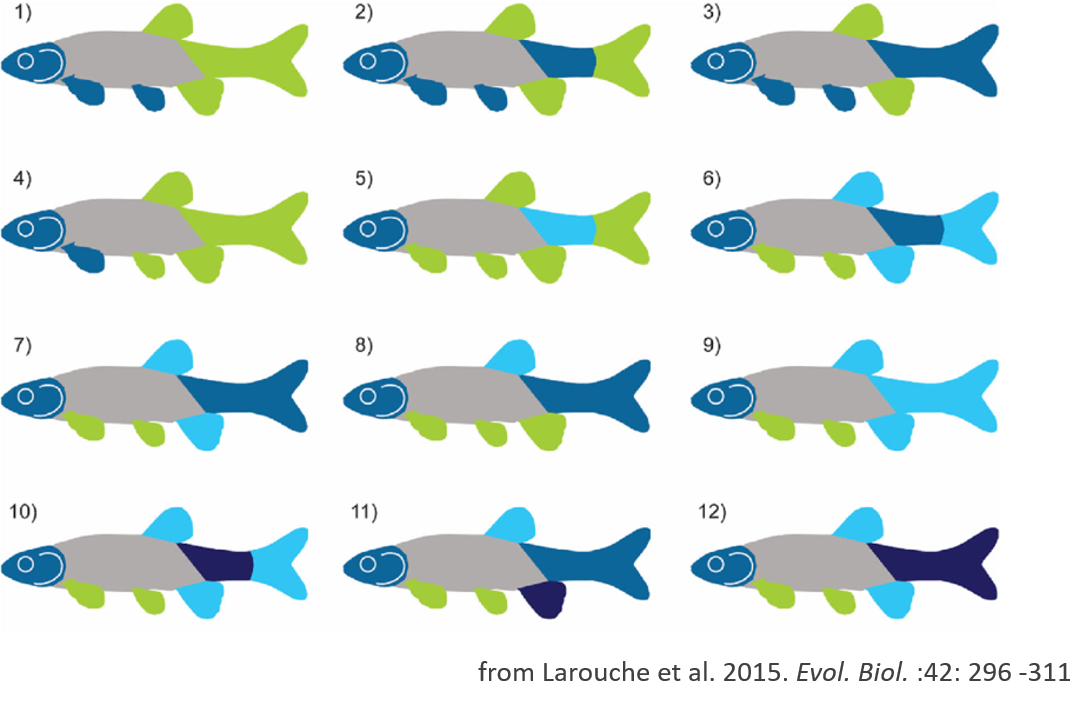 1) 2) 3)
4) 5) 6)
7) 8) 9)
10) 11) 12)
from Larouche et al. 2015. Evol. Biol. :42: 296 -311